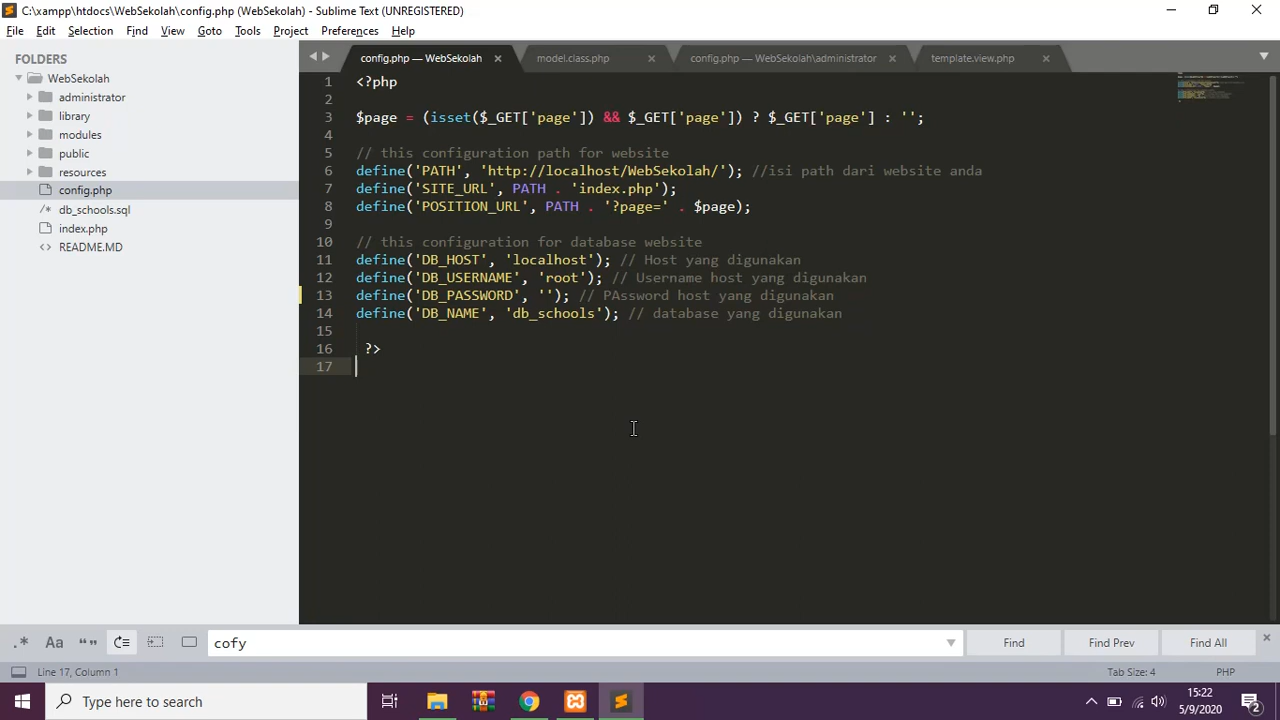 C:\xampp\htdocs\WebSekolah\config.php (WebSekolah) - Sublime Text (UNREGISTERED)
File Edit Selection Find View Goto Tools Project Preferences Help
FOLDERS
WebSekolah
administrator
library
modules
public
resources
config.php
db_schools.sql
index.php
README.MD
config.php — WebSekolah
model.class.php
config.php — WebSekolah\administrator
template.view.php
1 <?php
2
3 $page = (isset($_GET['page']) && $_GET['page']) ? $_GET['page'] : '';
4
5 // this configuration path for website
6 define('PATH', 'http://localhost/WebSekolah/'); //isi path dari website anda
7 define('SITE_URL', PATH . 'index.php');
8 define('POSITION_URL', PATH . '?page=' . $page);
9
10 // this configuration for database website
11 define('DB_HOST', 'localhost'); // Host yang digunakan
12 define('DB_USERNAME', 'root'); // Username host yang digunakan
13 define('DB_PASSWORD', ''); // PAssword host yang digunakan
14 define('DB_NAME', 'db_schools'); // database yang digunakan
15
16 ?>
17
.* Aa “” cofy Find Find Prev Find All
Line 17, Column 1 Tab Size: 4 PHP
Type here to search
15:22
5/9/2020
2